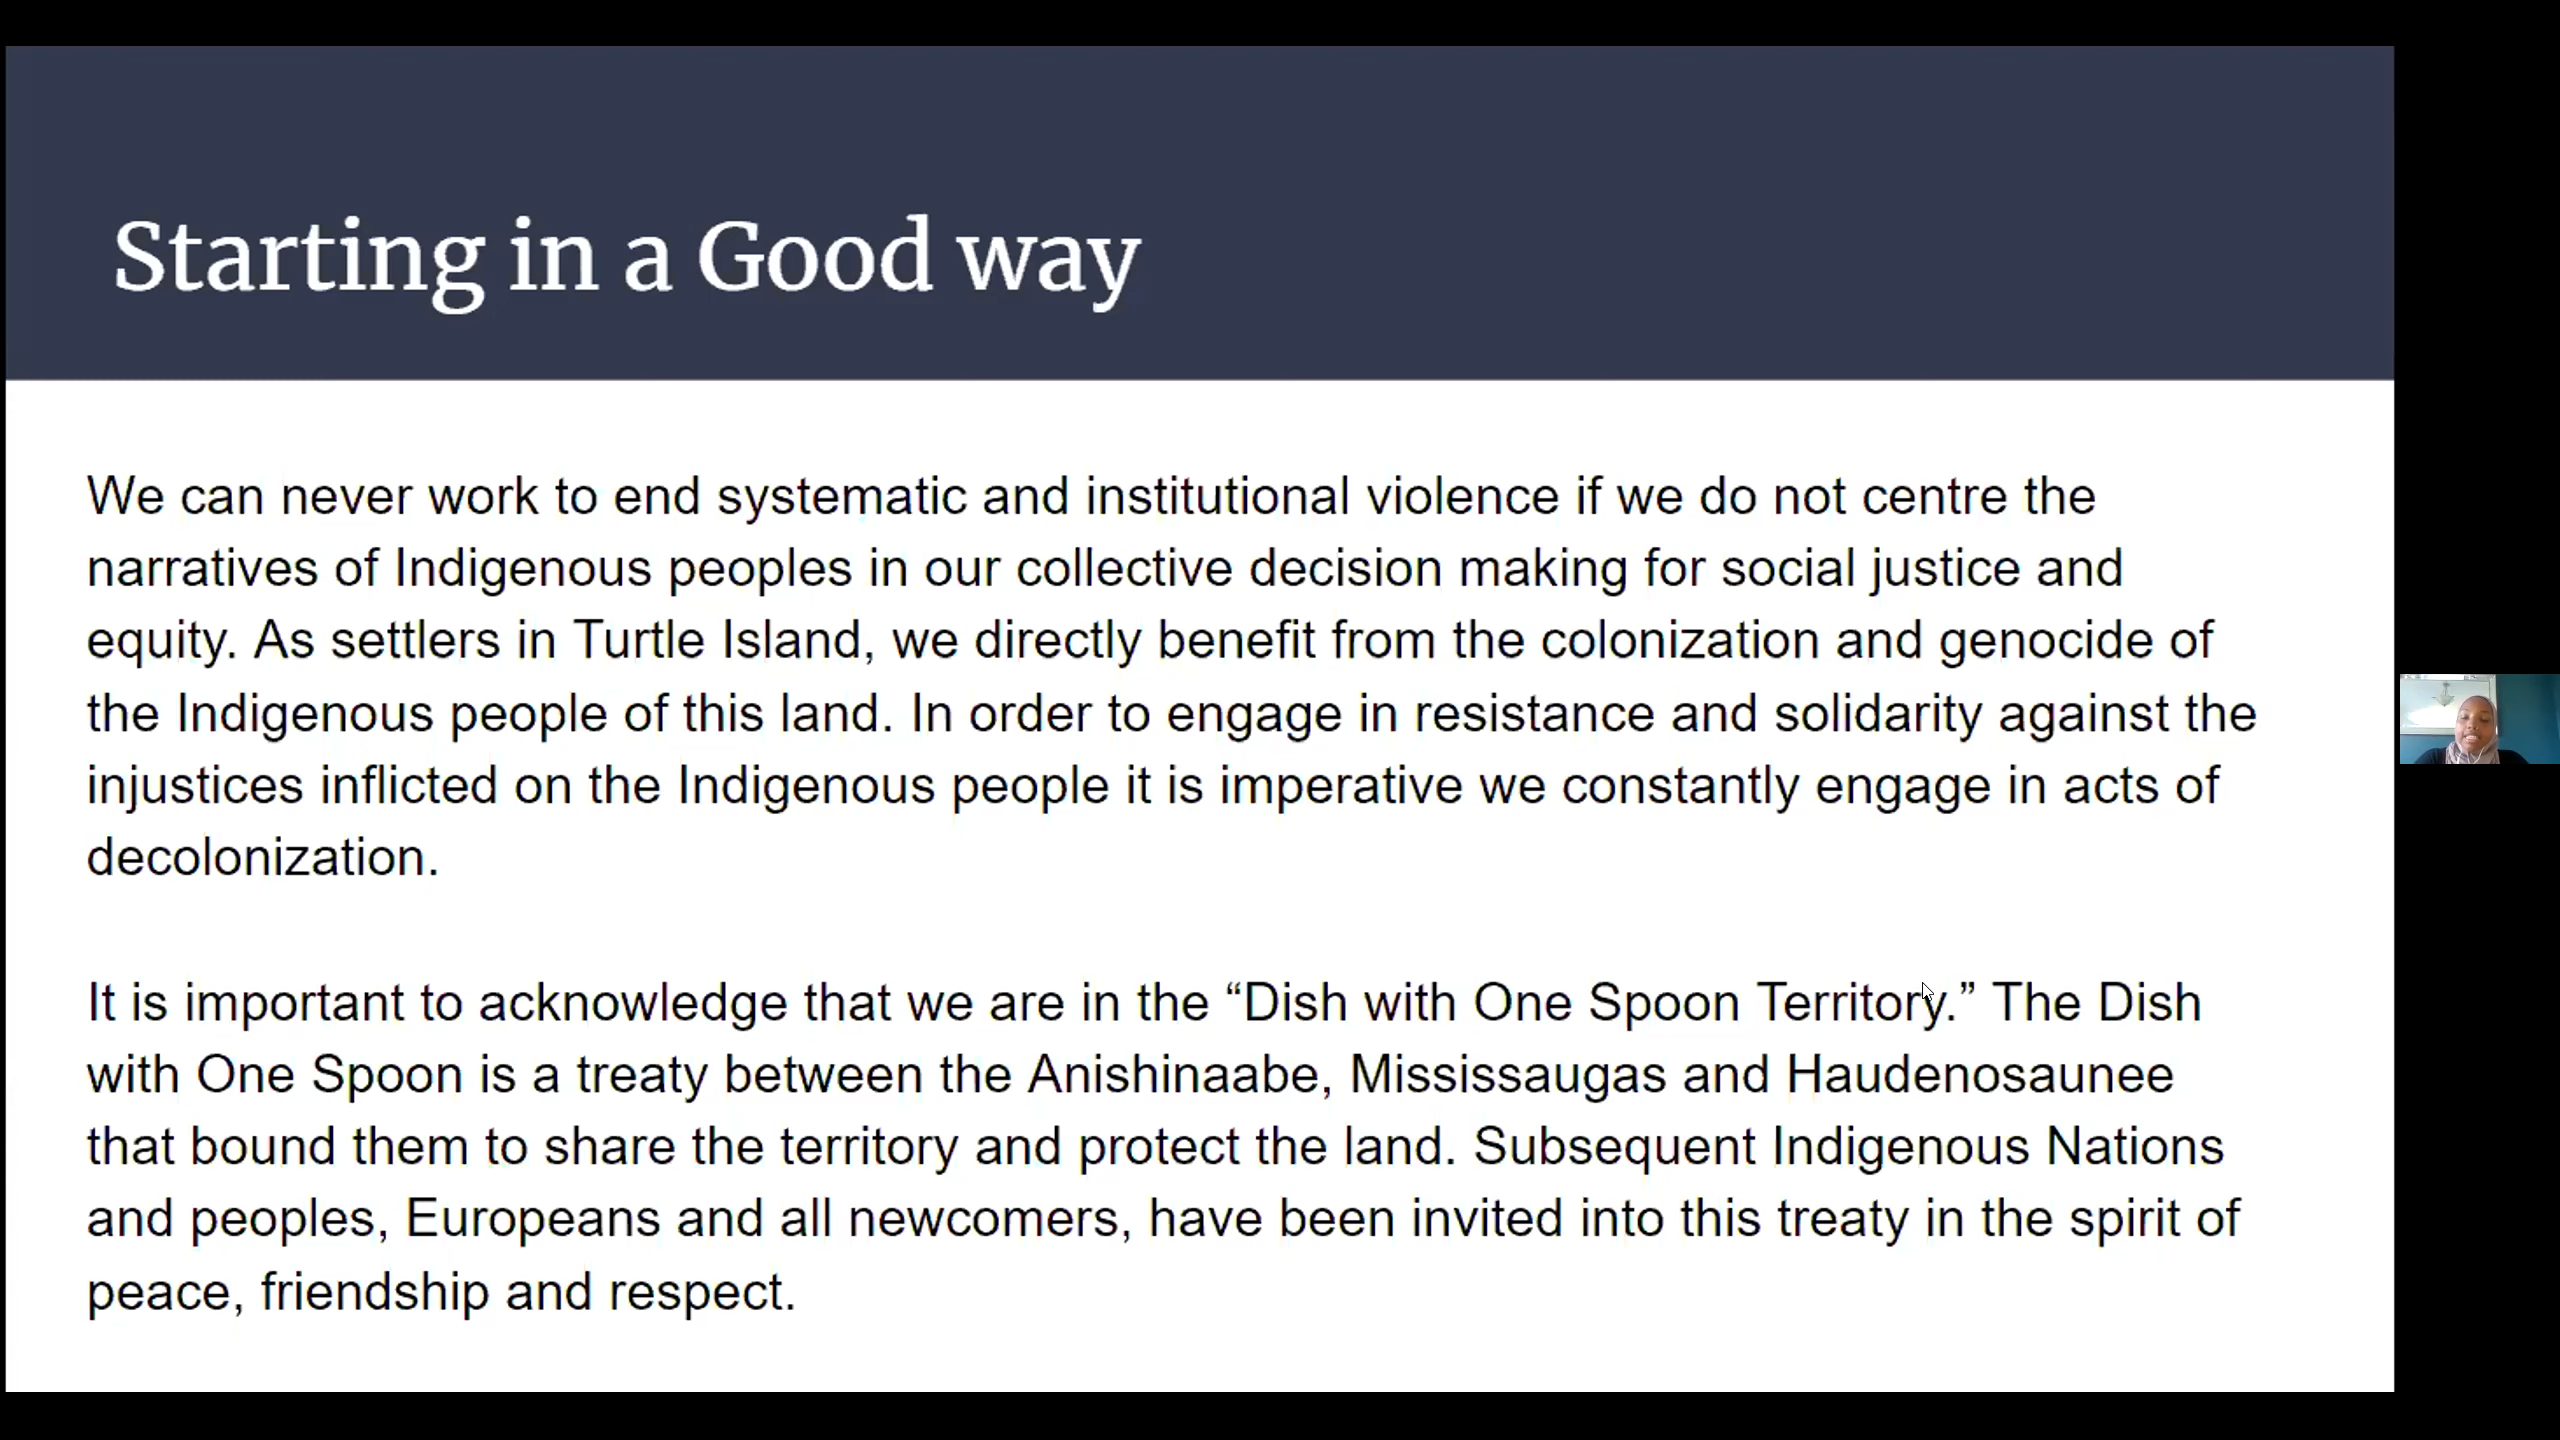 Starting in a Good way
We can never work to end systematic and institutional violence if we do not centre the
narratives of Indigenous peoples in our collective decision making for social justice and
equity. As settlers in Turtle Island, we directly benefit from the colonization and genocide of
the Indigenous people of this land. In order to engage in resistance and solidarity against the
injustices inflicted on the Indigenous people it is imperative we constantly engage in acts of
decolonization.
It is important to acknowledge that we are in the “Dish with One Spoon Territory.” The Dish
with One Spoon is a treaty between the Anishinaabe, Mississaugas and Haudenosaunee
that bound them to share the territory and protect the land. Subsequent Indigenous Nations
and peoples, Europeans and all newcomers, have been invited into this treaty in the spirit of
peace, friendship and respect.